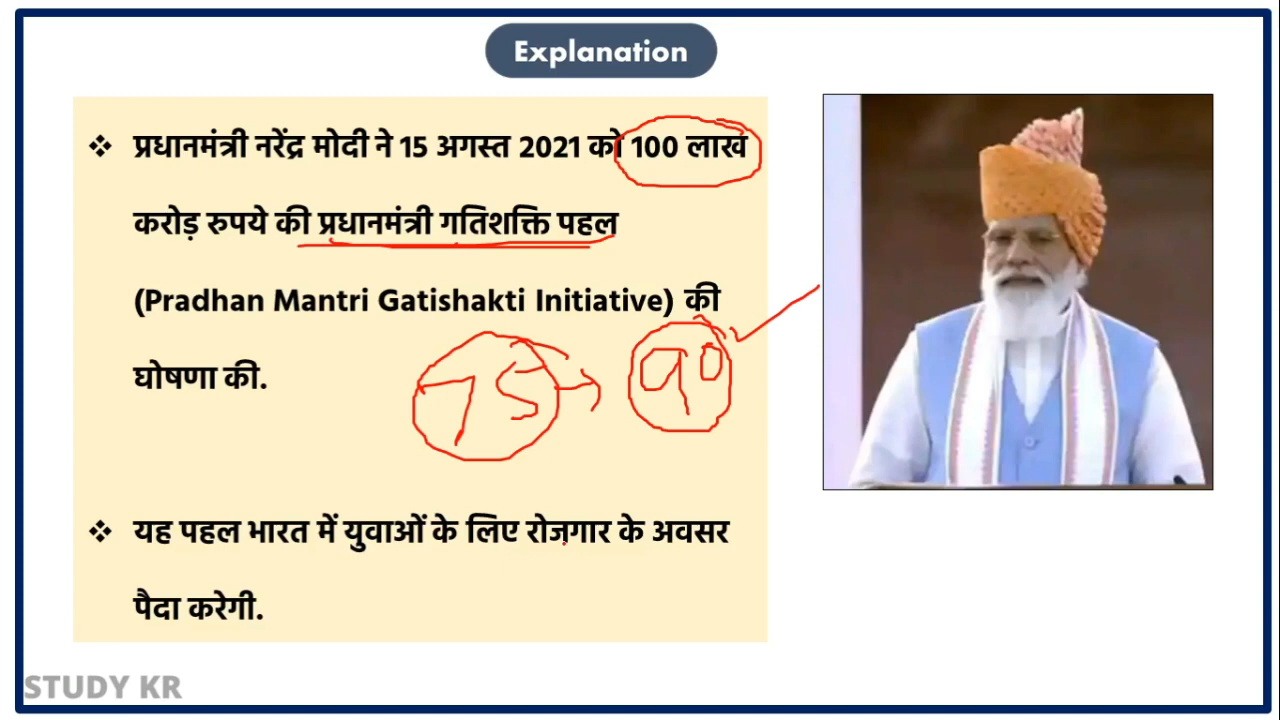 Explanation
❖ प्रधानमंत्री नरेंद्र मोदी ने 15 अगस्त 2021 को 100 लाख
करोड़ रुपये की प्रधानमंत्री गतिशक्ति पहल
(Pradhan Mantri Gatishakti Initiative) की
घोषणा की.
75 → 90
❖ यह पहल भारत में युवाओं के लिए रोज़गार के अवसर
पैदा करेगी.
STUDY KR